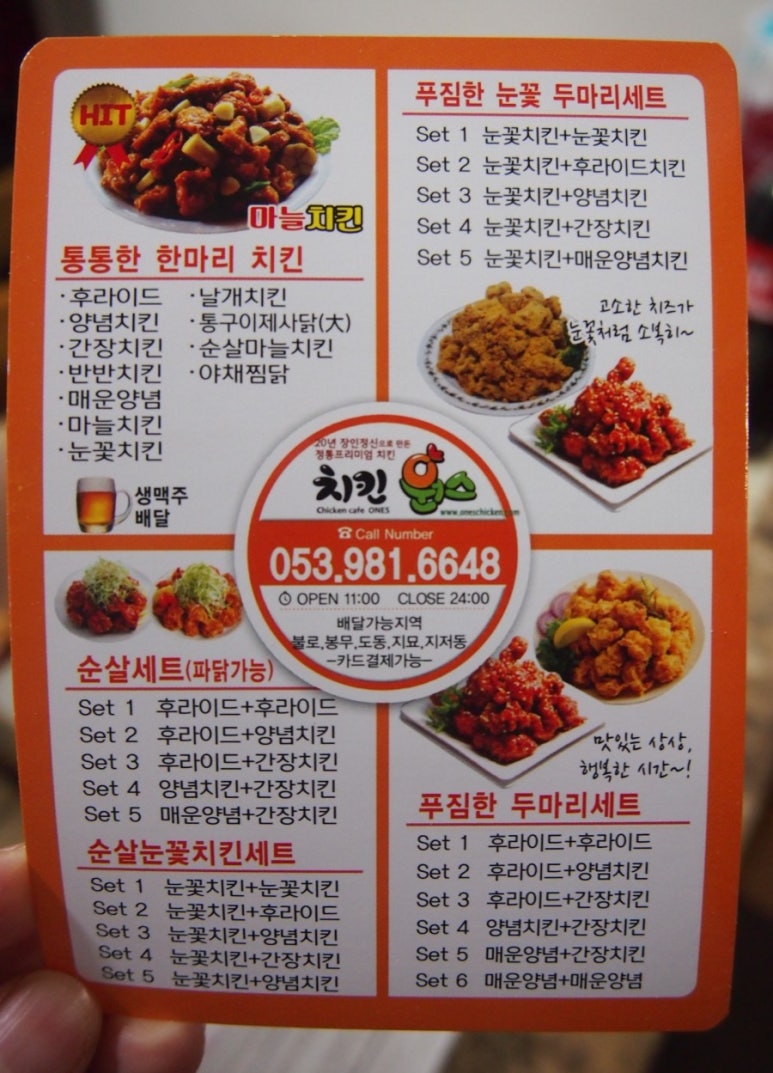 HIT
마늘치킨
통통한 한마리 치킨
·후라이드
·양념치킨
·간장치킨
·반반치킨
·매운양념
·마늘치킨
·눈꽃치킨
·날개치킨
·통구이제사닭(大)
·순살마늘치킨
·야채찜닭
생맥주
배달
푸짐한 눈꽃 두마리세트
Set 1 눈꽃치킨+눈꽃치킨
Set 2 눈꽃치킨+후라이드치킨
Set 3 눈꽃치킨+양념치킨
Set 4 눈꽃치킨+간장치킨
Set 5 눈꽃치킨+매운양념치킨
고소한 치즈가
눈꽃처럼 소복히~
20년 장인정신으로 만든
정통프리미엄 치킨
치킨 원스
Chicken cafe ONES
www.oneschicken.com
Call Number
053.981.6648
OPEN 11:00 CLOSE 24:00
배달가능지역
불로,봉무,도동,지묘,지저동
-카드결제가능-
순살세트(파닭가능)
Set 1 후라이드+후라이드
Set 2 후라이드+양념치킨
Set 3 후라이드+간장치킨
Set 4 양념치킨+간장치킨
Set 5 매운양념+간장치킨
순살눈꽃치킨세트
Set 1 눈꽃치킨+눈꽃치킨
Set 2 눈꽃치킨+후라이드
Set 3 눈꽃치킨+양념치킨
Set 4 눈꽃치킨+간장치킨
Set 5 눈꽃치킨+양념치킨
맛있는 상상,
행복한 시간~!
푸짐한 두마리세트
Set 1 후라이드+후라이드
Set 2 후라이드+양념치킨
Set 3 후라이드+간장치킨
Set 4 양념치킨+간장치킨
Set 5 매운양념+간장치킨
Set 6 매운양념+매운양념